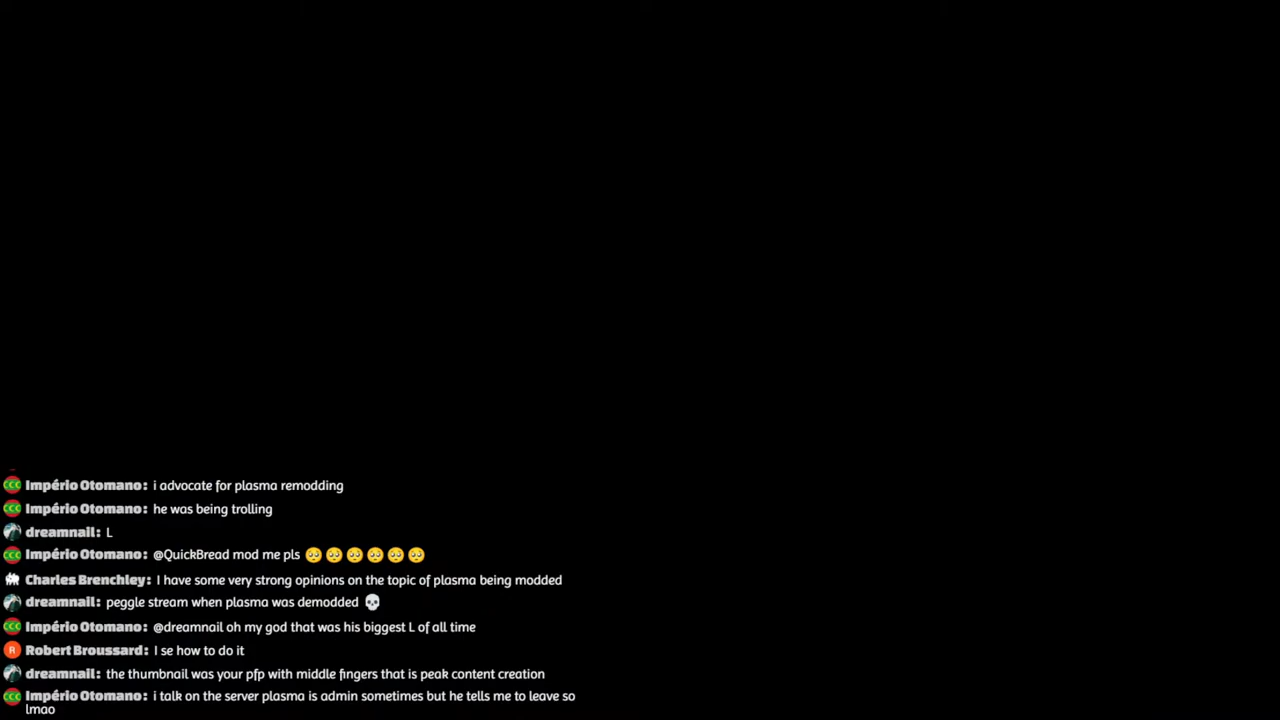 Império Otomano: i advocate for plasma remodding
Império Otomano: he was being trolling
dreamnail: L
Império Otomano: @QuickBread mod me pls 🥺🥺🥺🥺🥺🥺
Charles Brenchley: I have some very strong opinions on the topic of plasma being modded
dreamnail: peggle stream when plasma was demodded 💀
Império Otomano: @dreamnail oh my god that was his biggest L of all time
Robert Broussard: I se how to do it
dreamnail: the thumbnail was your pfp with middle fingers that is peak content creation
Império Otomano: i talk on the server plasma is admin sometimes but he tells me to leave so
lmao